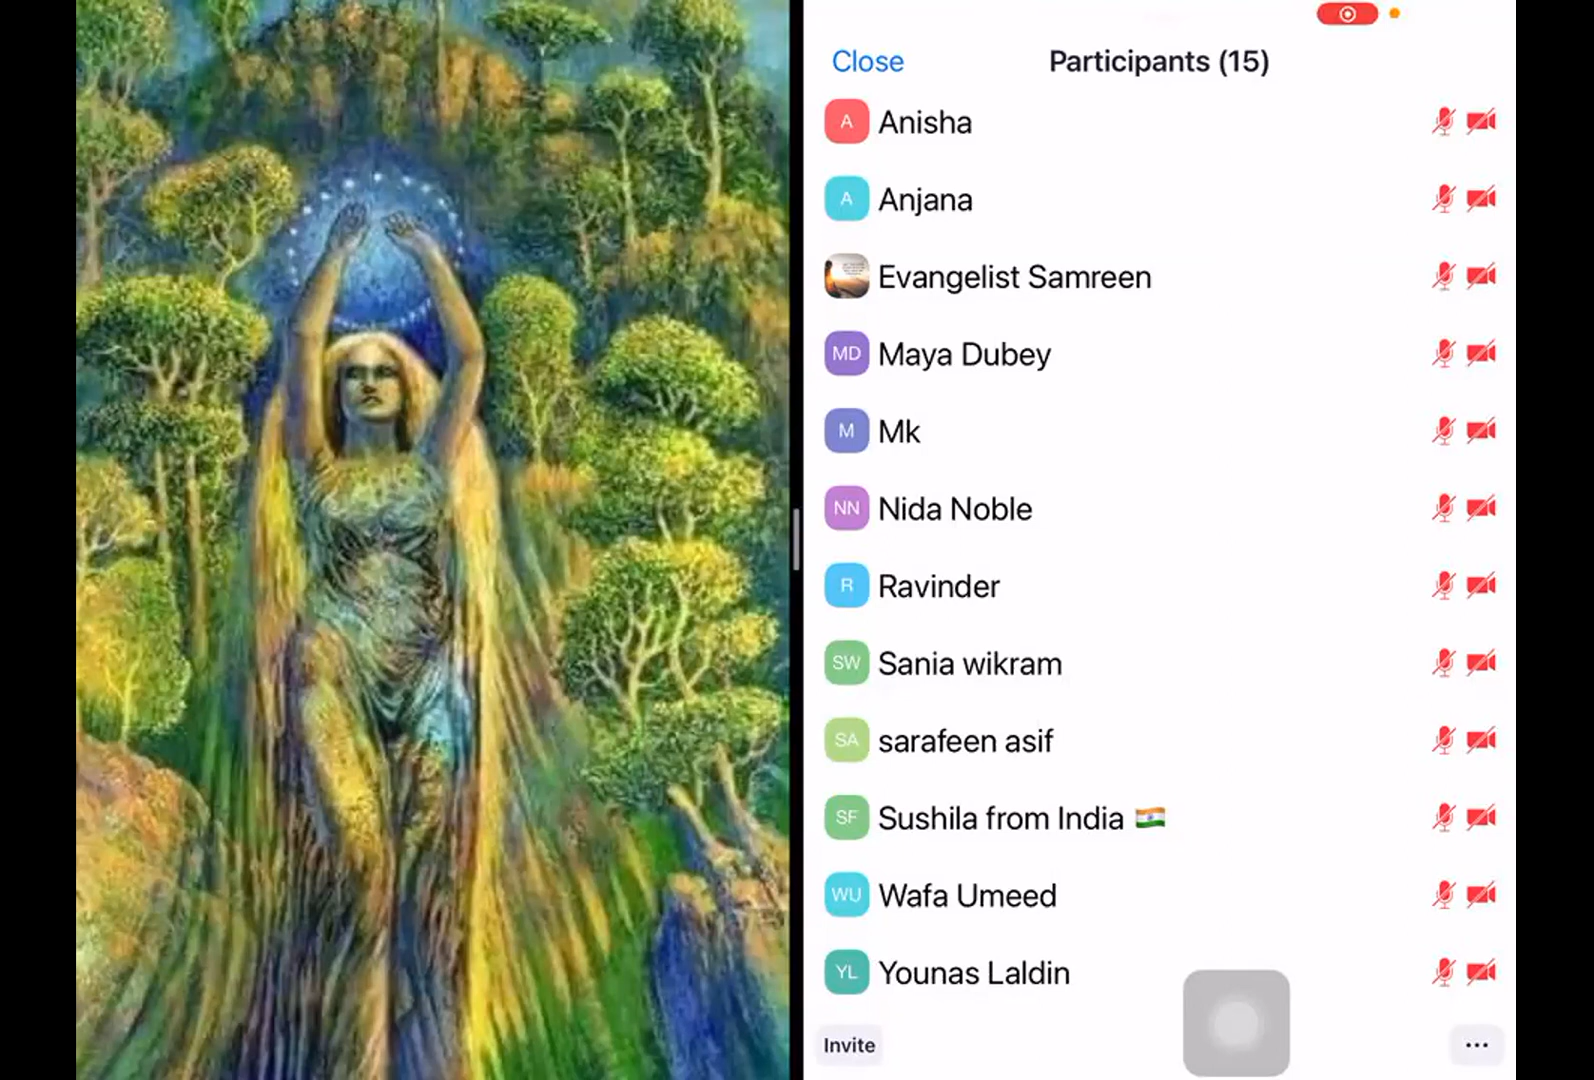 Close
Participants (15)
A Anisha
A Anjana
Evangelist Samreen
MD Maya Dubey
M Mk
NN Nida Noble
R Ravinder
SW Sania wikram
SA sarafeen asif
SF Sushila from India 🇮🇳
WU Wafa Umeed
YL Younas Laldin
Invite
...